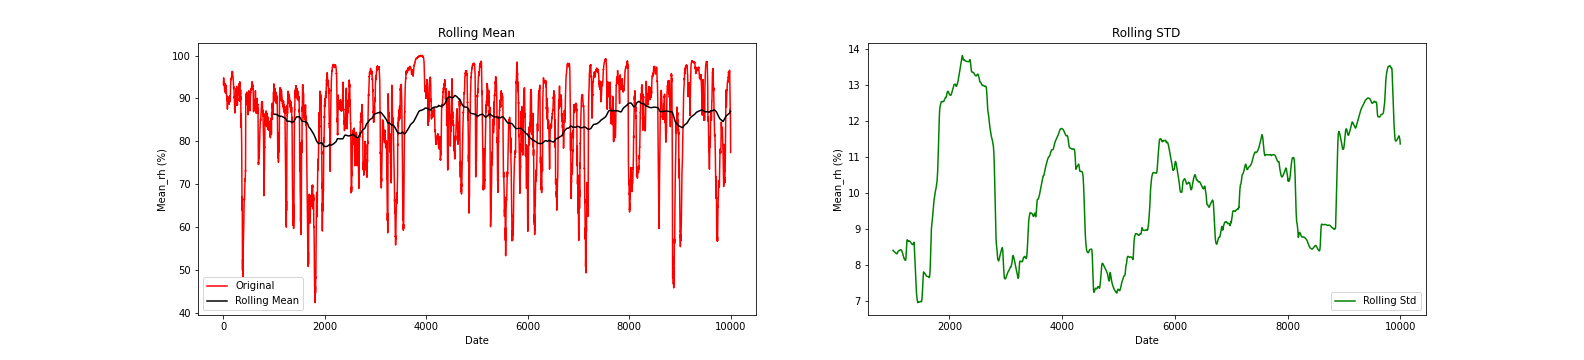 Rolling Mean
Mean_rh (%)
100
90
80
70
60
50
40
Original
Rolling Mean
0
2000
4000
6000
8000
10000
Date
Rolling STD
Mean_rh (%)
14
13
12
11
10
9
8
7
Rolling Std
2000
4000
6000
8000
10000
Date